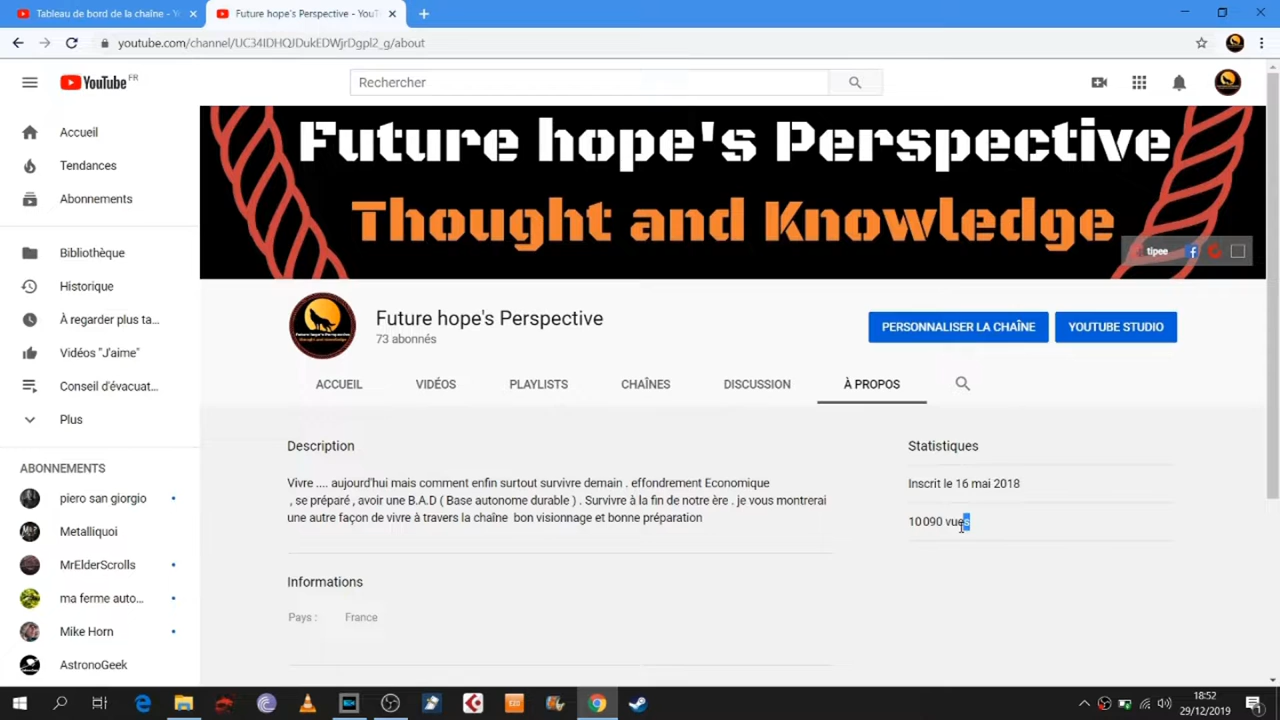 Tableau de bord de la chaîne - Y
Future hope's Perspective - YouT
youtube.com/channel/UC34IDHQJDukEDWjrDgpl2_g/about
YouTube FR
Rechercher
Accueil
Tendances
Abonnements
Bibliothèque
Historique
À regarder plus ta...
Vidéos "J'aime"
Conseil d'évacuat...
Plus
ABONNEMENTS
piero san giorgio
Metalliquoi
MrElderScrolls
ma ferme auto...
Mike Horn
AstronoGeek
Future hope's Perspective
Thought and Knowledge
tipee
Future hope's Perspective
73 abonnés
PERSONNALISER LA CHAÎNE
YOUTUBE STUDIO
ACCUEIL
VIDÉOS
PLAYLISTS
CHAÎNES
DISCUSSION
À PROPOS
Description
Vivre .... aujourd'hui mais comment enfin surtout survivre demain . effondrement Economique
, se préparé , avoir une B.A.D ( Base autonome durable ) . Survivre à la fin de notre ère . je vous montrerai
une autre façon de vivre à travers la chaîne bon visionnage et bonne préparation
Informations
Pays : France
Statistiques
Inscrit le 16 mai 2018
10 090 vues
18:52
29/12/2019